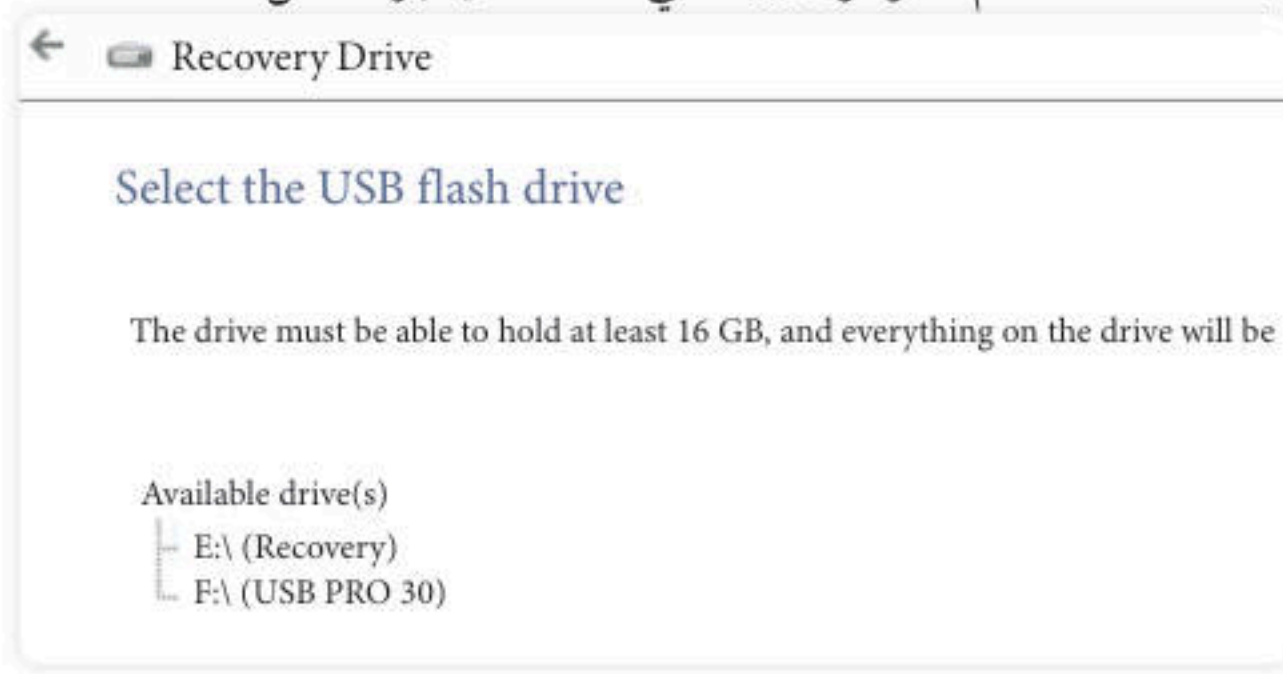 Recovery Drive
Select the USB flash drive
The drive must be able to hold at least 16 GB, and everything on the drive will be
Available drive(s)
E:\ (Recovery)
F:\ (USB PRO 30)